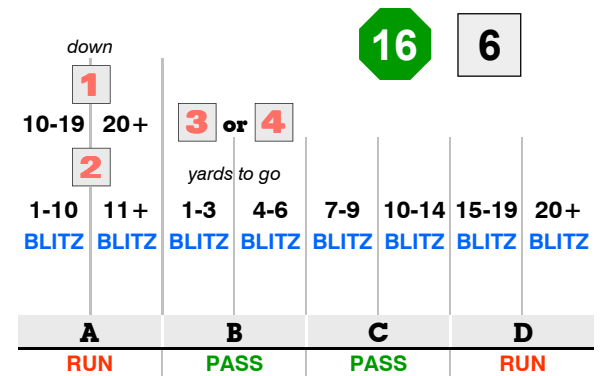 16 6
down
1
10-19 20+ 3 or 4
2 yards to go
1-10 11+ 1-3 4-6 7-9 10-14 15-19 20+
BLITZ BLITZ BLITZ BLITZ BLITZ BLITZ BLITZ BLITZ
A B C D
RUN PASS PASS RUN